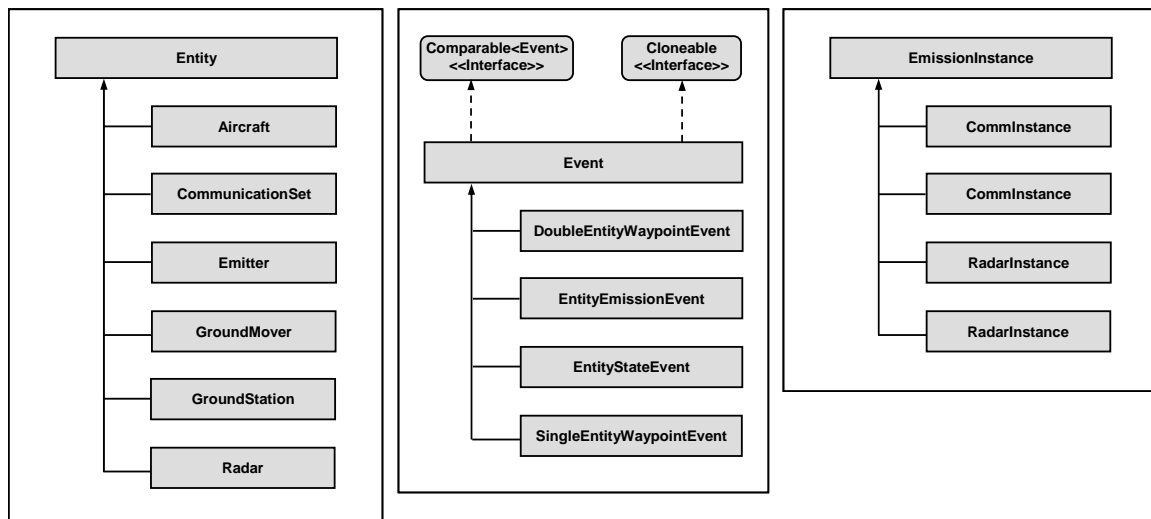 Entity
Aircraft
CommunicationSet
Emitter
GroundMover
GroundStation
Radar
Comparable<Event>
<<Interface>>
Cloneable
<<Interface>>
Event
DoubleEntityWaypointEvent
EntityEmissionEvent
EntityStateEvent
SingleEntityWaypointEvent
EmissionInstance
CommInstance
CommInstance
RadarInstance
RadarInstance